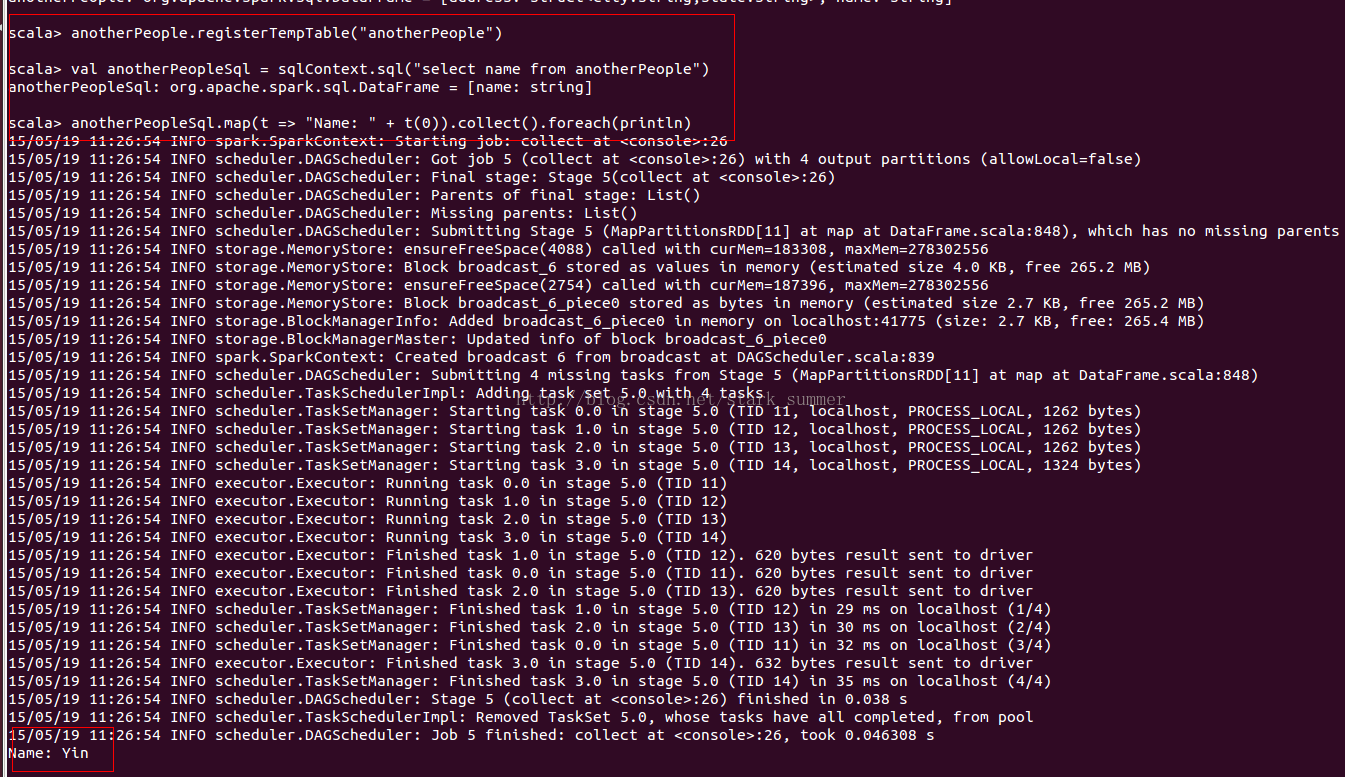 anotherPeople: org.apache.spark.sql.DataFrame = [address: struct<city:string,state:string>, name: string]
scala> anotherPeople.registerTempTable("anotherPeople")
scala> val anotherPeopleSql = sqlContext.sql("select name from anotherPeople")
anotherPeopleSql: org.apache.spark.sql.DataFrame = [name: string]
scala> anotherPeopleSql.map(t => "Name: " + t(0)).collect().foreach(println)
15/05/19 11:26:54 INFO spark.SparkContext: Starting job: collect at <console>:26
15/05/19 11:26:54 INFO scheduler.DAGScheduler: Got job 5 (collect at <console>:26) with 4 output partitions (allowLocal=false)
15/05/19 11:26:54 INFO scheduler.DAGScheduler: Final stage: Stage 5(collect at <console>:26)
15/05/19 11:26:54 INFO scheduler.DAGScheduler: Parents of final stage: List()
15/05/19 11:26:54 INFO scheduler.DAGScheduler: Missing parents: List()
15/05/19 11:26:54 INFO scheduler.DAGScheduler: Submitting Stage 5 (MapPartitionsRDD[11] at map at DataFrame.scala:848), which has no missing parents
15/05/19 11:26:54 INFO storage.MemoryStore: ensureFreeSpace(4088) called with curMem=183308, maxMem=278302556
15/05/19 11:26:54 INFO storage.MemoryStore: Block broadcast_6 stored as values in memory (estimated size 4.0 KB, free 265.2 MB)
15/05/19 11:26:54 INFO storage.MemoryStore: ensureFreeSpace(2754) called with curMem=187396, maxMem=278302556
15/05/19 11:26:54 INFO storage.MemoryStore: Block broadcast_6_piece0 stored as bytes in memory (estimated size 2.7 KB, free 265.2 MB)
15/05/19 11:26:54 INFO storage.BlockManagerInfo: Added broadcast_6_piece0 in memory on localhost:41775 (size: 2.7 KB, free: 265.4 MB)
15/05/19 11:26:54 INFO storage.BlockManagerMaster: Updated info of block broadcast_6_piece0
15/05/19 11:26:54 INFO spark.SparkContext: Created broadcast 6 from broadcast at DAGScheduler.scala:839
15/05/19 11:26:54 INFO scheduler.DAGScheduler: Submitting 4 missing tasks from Stage 5 (MapPartitionsRDD[11] at map at DataFrame.scala:848)
15/05/19 11:26:54 INFO scheduler.TaskSchedulerImpl: Adding task set 5.0 with 4 tasks
http://blog.csdn.net/stark_summer
15/05/19 11:26:54 INFO scheduler.TaskSetManager: Starting task 0.0 in stage 5.0 (TID 11, localhost, PROCESS_LOCAL, 1262 bytes)
15/05/19 11:26:54 INFO scheduler.TaskSetManager: Starting task 1.0 in stage 5.0 (TID 12, localhost, PROCESS_LOCAL, 1262 bytes)
15/05/19 11:26:54 INFO scheduler.TaskSetManager: Starting task 2.0 in stage 5.0 (TID 13, localhost, PROCESS_LOCAL, 1262 bytes)
15/05/19 11:26:54 INFO scheduler.TaskSetManager: Starting task 3.0 in stage 5.0 (TID 14, localhost, PROCESS_LOCAL, 1324 bytes)
15/05/19 11:26:54 INFO executor.Executor: Running task 0.0 in stage 5.0 (TID 11)
15/05/19 11:26:54 INFO executor.Executor: Running task 1.0 in stage 5.0 (TID 12)
15/05/19 11:26:54 INFO executor.Executor: Running task 2.0 in stage 5.0 (TID 13)
15/05/19 11:26:54 INFO executor.Executor: Running task 3.0 in stage 5.0 (TID 14)
15/05/19 11:26:54 INFO executor.Executor: Finished task 1.0 in stage 5.0 (TID 12). 620 bytes result sent to driver
15/05/19 11:26:54 INFO executor.Executor: Finished task 0.0 in stage 5.0 (TID 11). 620 bytes result sent to driver
15/05/19 11:26:54 INFO executor.Executor: Finished task 2.0 in stage 5.0 (TID 13). 620 bytes result sent to driver
15/05/19 11:26:54 INFO scheduler.TaskSetManager: Finished task 1.0 in stage 5.0 (TID 12) in 29 ms on localhost (1/4)
15/05/19 11:26:54 INFO scheduler.TaskSetManager: Finished task 2.0 in stage 5.0 (TID 13) in 30 ms on localhost (2/4)
15/05/19 11:26:54 INFO scheduler.TaskSetManager: Finished task 0.0 in stage 5.0 (TID 11) in 32 ms on localhost (3/4)
15/05/19 11:26:54 INFO executor.Executor: Finished task 3.0 in stage 5.0 (TID 14). 632 bytes result sent to driver
15/05/19 11:26:54 INFO scheduler.TaskSetManager: Finished task 3.0 in stage 5.0 (TID 14) in 35 ms on localhost (4/4)
15/05/19 11:26:54 INFO scheduler.DAGScheduler: Stage 5 (collect at <console>:26) finished in 0.038 s
15/05/19 11:26:54 INFO scheduler.TaskSchedulerImpl: Removed TaskSet 5.0, whose tasks have all completed, from pool
15/05/19 11:26:54 INFO scheduler.DAGScheduler: Job 5 finished: collect at <console>:26, took 0.046308 s
Name: Yin